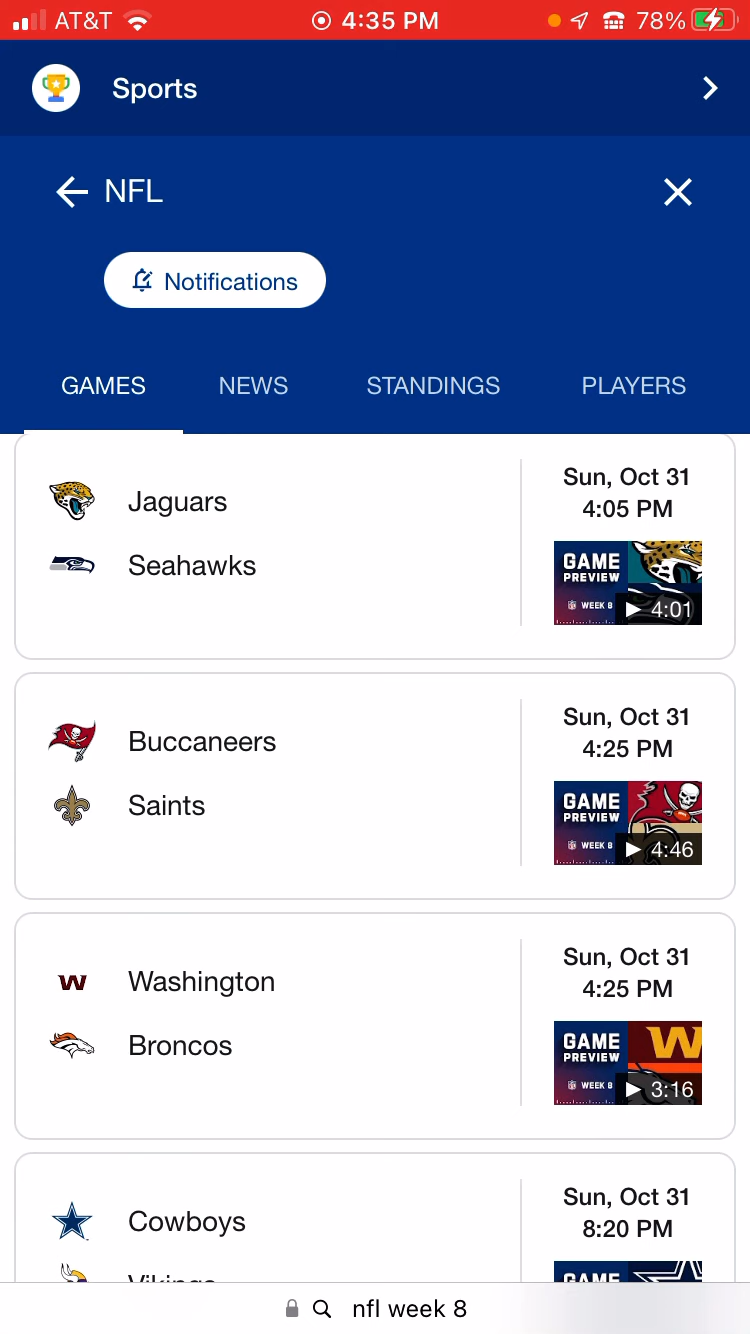 AT&T 4:35 PM 78%
Sports
NFL
Notifications
GAMES NEWS STANDINGS PLAYERS
Jaguars
Seahawks
Sun, Oct 31
4:05 PM
GAME
PREVIEW
WEEK 8
4:01
Buccaneers
Saints
Sun, Oct 31
4:25 PM
GAME
PREVIEW
WEEK 8
4:46
W
Washington
Broncos
Sun, Oct 31
4:25 PM
GAME
PREVIEW
W
WEEK 8
3:16
Cowboys
Vikings
Sun, Oct 31
8:20 PM
GAME
nfl week 8